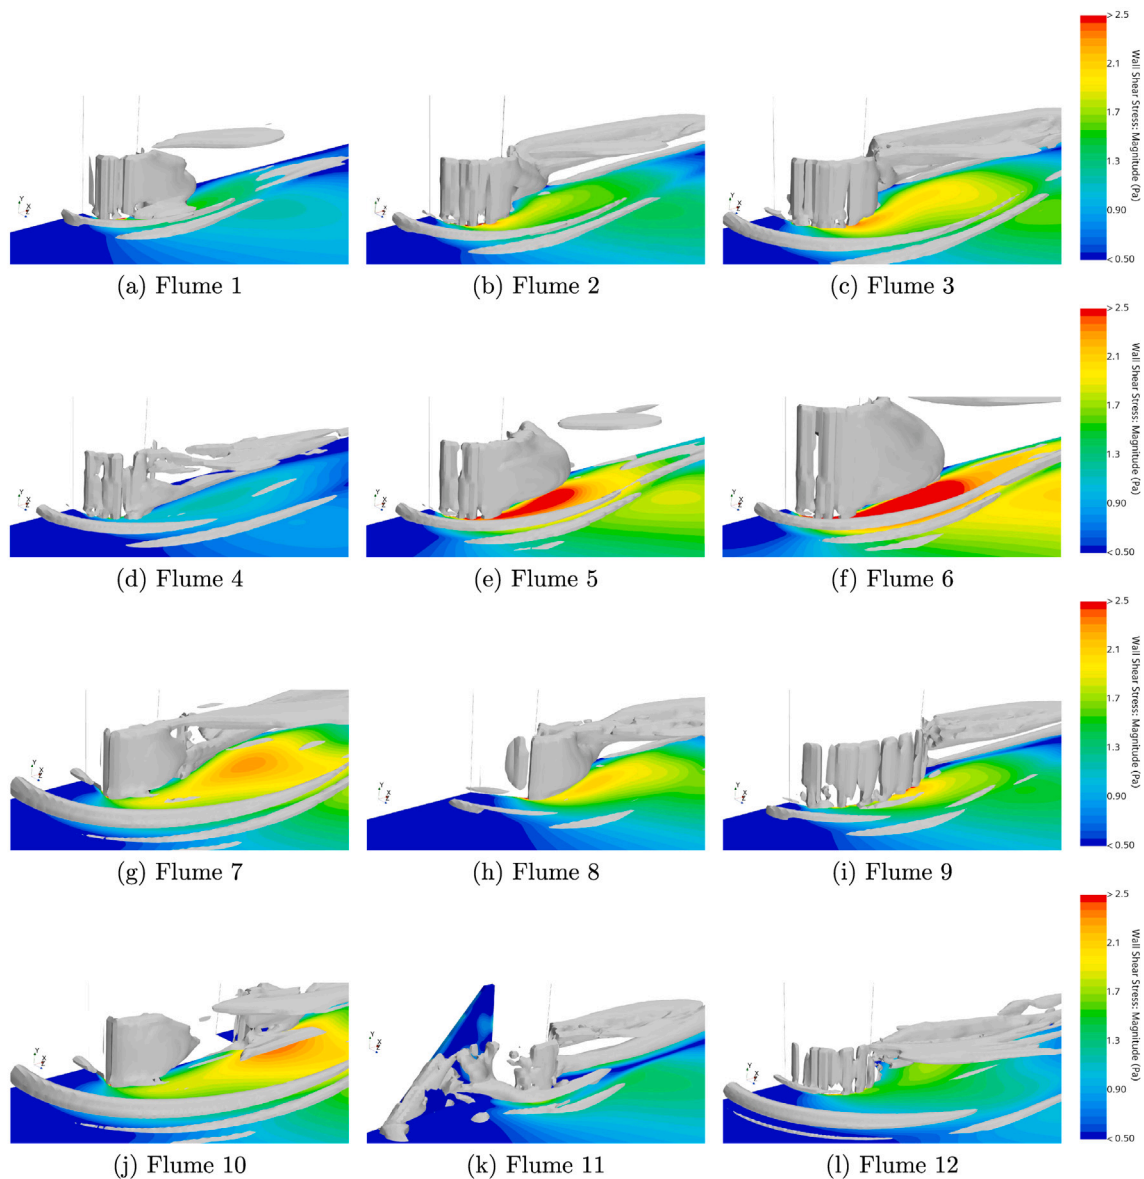 > 2.5
2.1
1.7
1.3
0.90
< 0.50
Wall Shear Stress: Magnitude (Pa)
Y
X
Y
X
Y
X
(a) Flume 1
(b) Flume 2
(c) Flume 3
> 2.5
2.1
1.7
1.3
0.90
< 0.50
Wall Shear Stress: Magnitude (Pa)
Y
X
Y
X
Y
X
(d) Flume 4
(e) Flume 5
(f) Flume 6
> 2.5
2.1
1.7
1.3
0.90
< 0.50
Wall Shear Stress: Magnitude (Pa)
Y
X
Y
X
Y
X
(g) Flume 7
(h) Flume 8
(i) Flume 9
> 2.5
2.1
1.7
1.3
0.90
< 0.50
Wall Shear Stress: Magnitude (Pa)
Y
X
Y
X
Y
X
(j) Flume 10
(k) Flume 11
(l) Flume 12